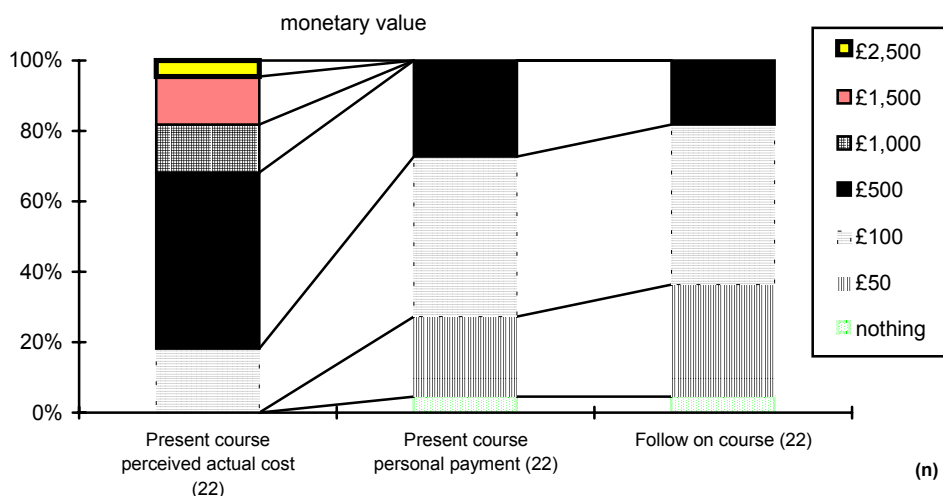 monetary value
100%
80%
60%
40%
20%
0%
Present course
perceived actual cost
(22)
Present course
personal payment (22)
Follow on course (22)
(n)
£2,500
£1,500
£1,000
£500
£100
£50
nothing